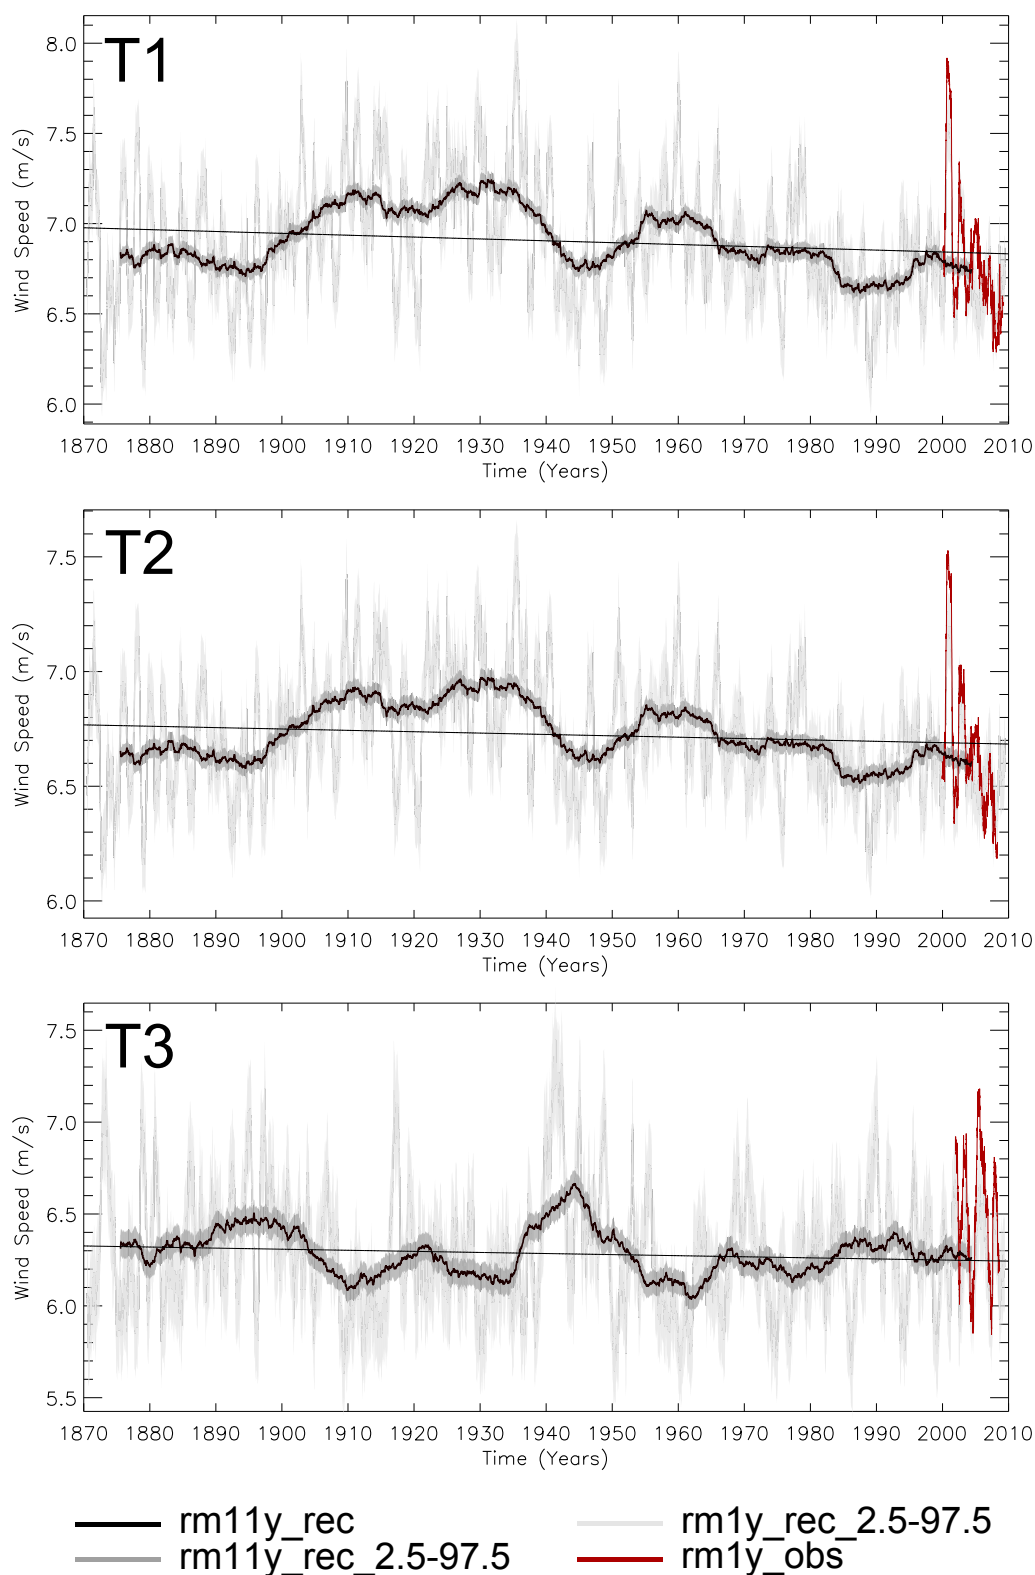 T1
Wind Speed (m/s)
8.0
7.5
7.0
6.5
6.0
1870 1880 1890 1900 1910 1920 1930 1940 1950 1960 1970 1980 1990 2000 2010
Time (Years)
T2
Wind Speed (m/s)
7.5
7.0
6.5
6.0
1870 1880 1890 1900 1910 1920 1930 1940 1950 1960 1970 1980 1990 2000 2010
Time (Years)
T3
Wind Speed (m/s)
7.5
7.0
6.5
6.0
5.5
1870 1880 1890 1900 1910 1920 1930 1940 1950 1960 1970 1980 1990 2000 2010
Time (Years)
rm11y_rec
rm1y_rec_2.5-97.5
rm11y_rec_2.5-97.5
rm1y_obs